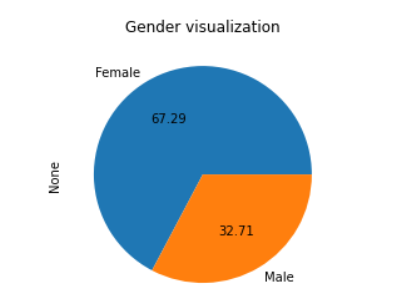 Gender visualization
Female
67.29
None
32.71
Male